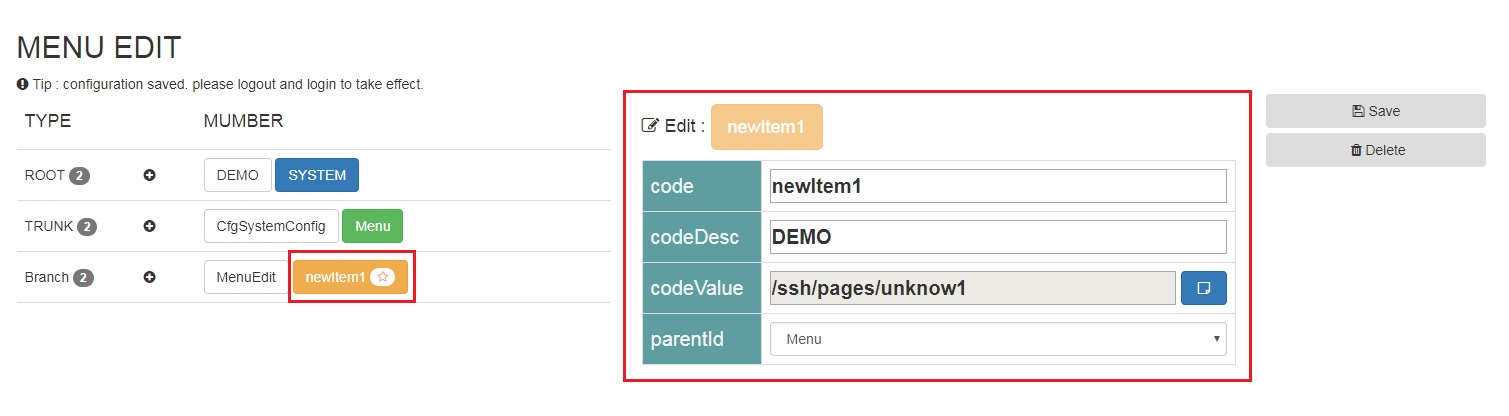 MENU EDIT
Tip : configuration saved. please logout and login to take effect.
TYPE MUMBER
ROOT 2 DEMO SYSTEM
TRUNK 2 CfgSystemConfig Menu
Branch 2 MenuEdit newItem1
Edit : newItem1
code newItem1
codeDesc DEMO
codeValue /ssh/pages/unknow1
parentId Menu
Save
Delete